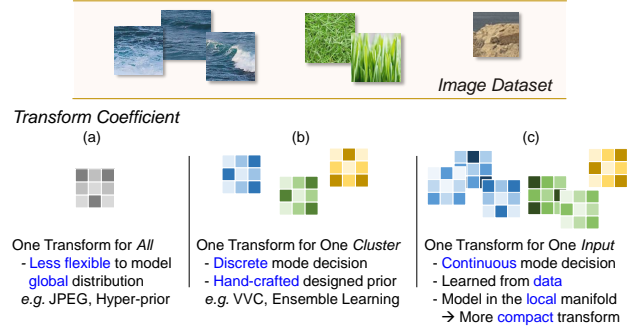 Image Dataset
Transform Coefficient
(a)
(b)
(c)
One Transform for All
- Less flexible to model
global distribution
e.g. JPEG, Hyper-prior
One Transform for One Cluster
- Discrete mode decision
- Hand-crafted designed prior
e.g. VVC, Ensemble Learning
One Transform for One Input
- Continuous mode decision
- Learned from data
- Model in the local manifold
→ More compact transform